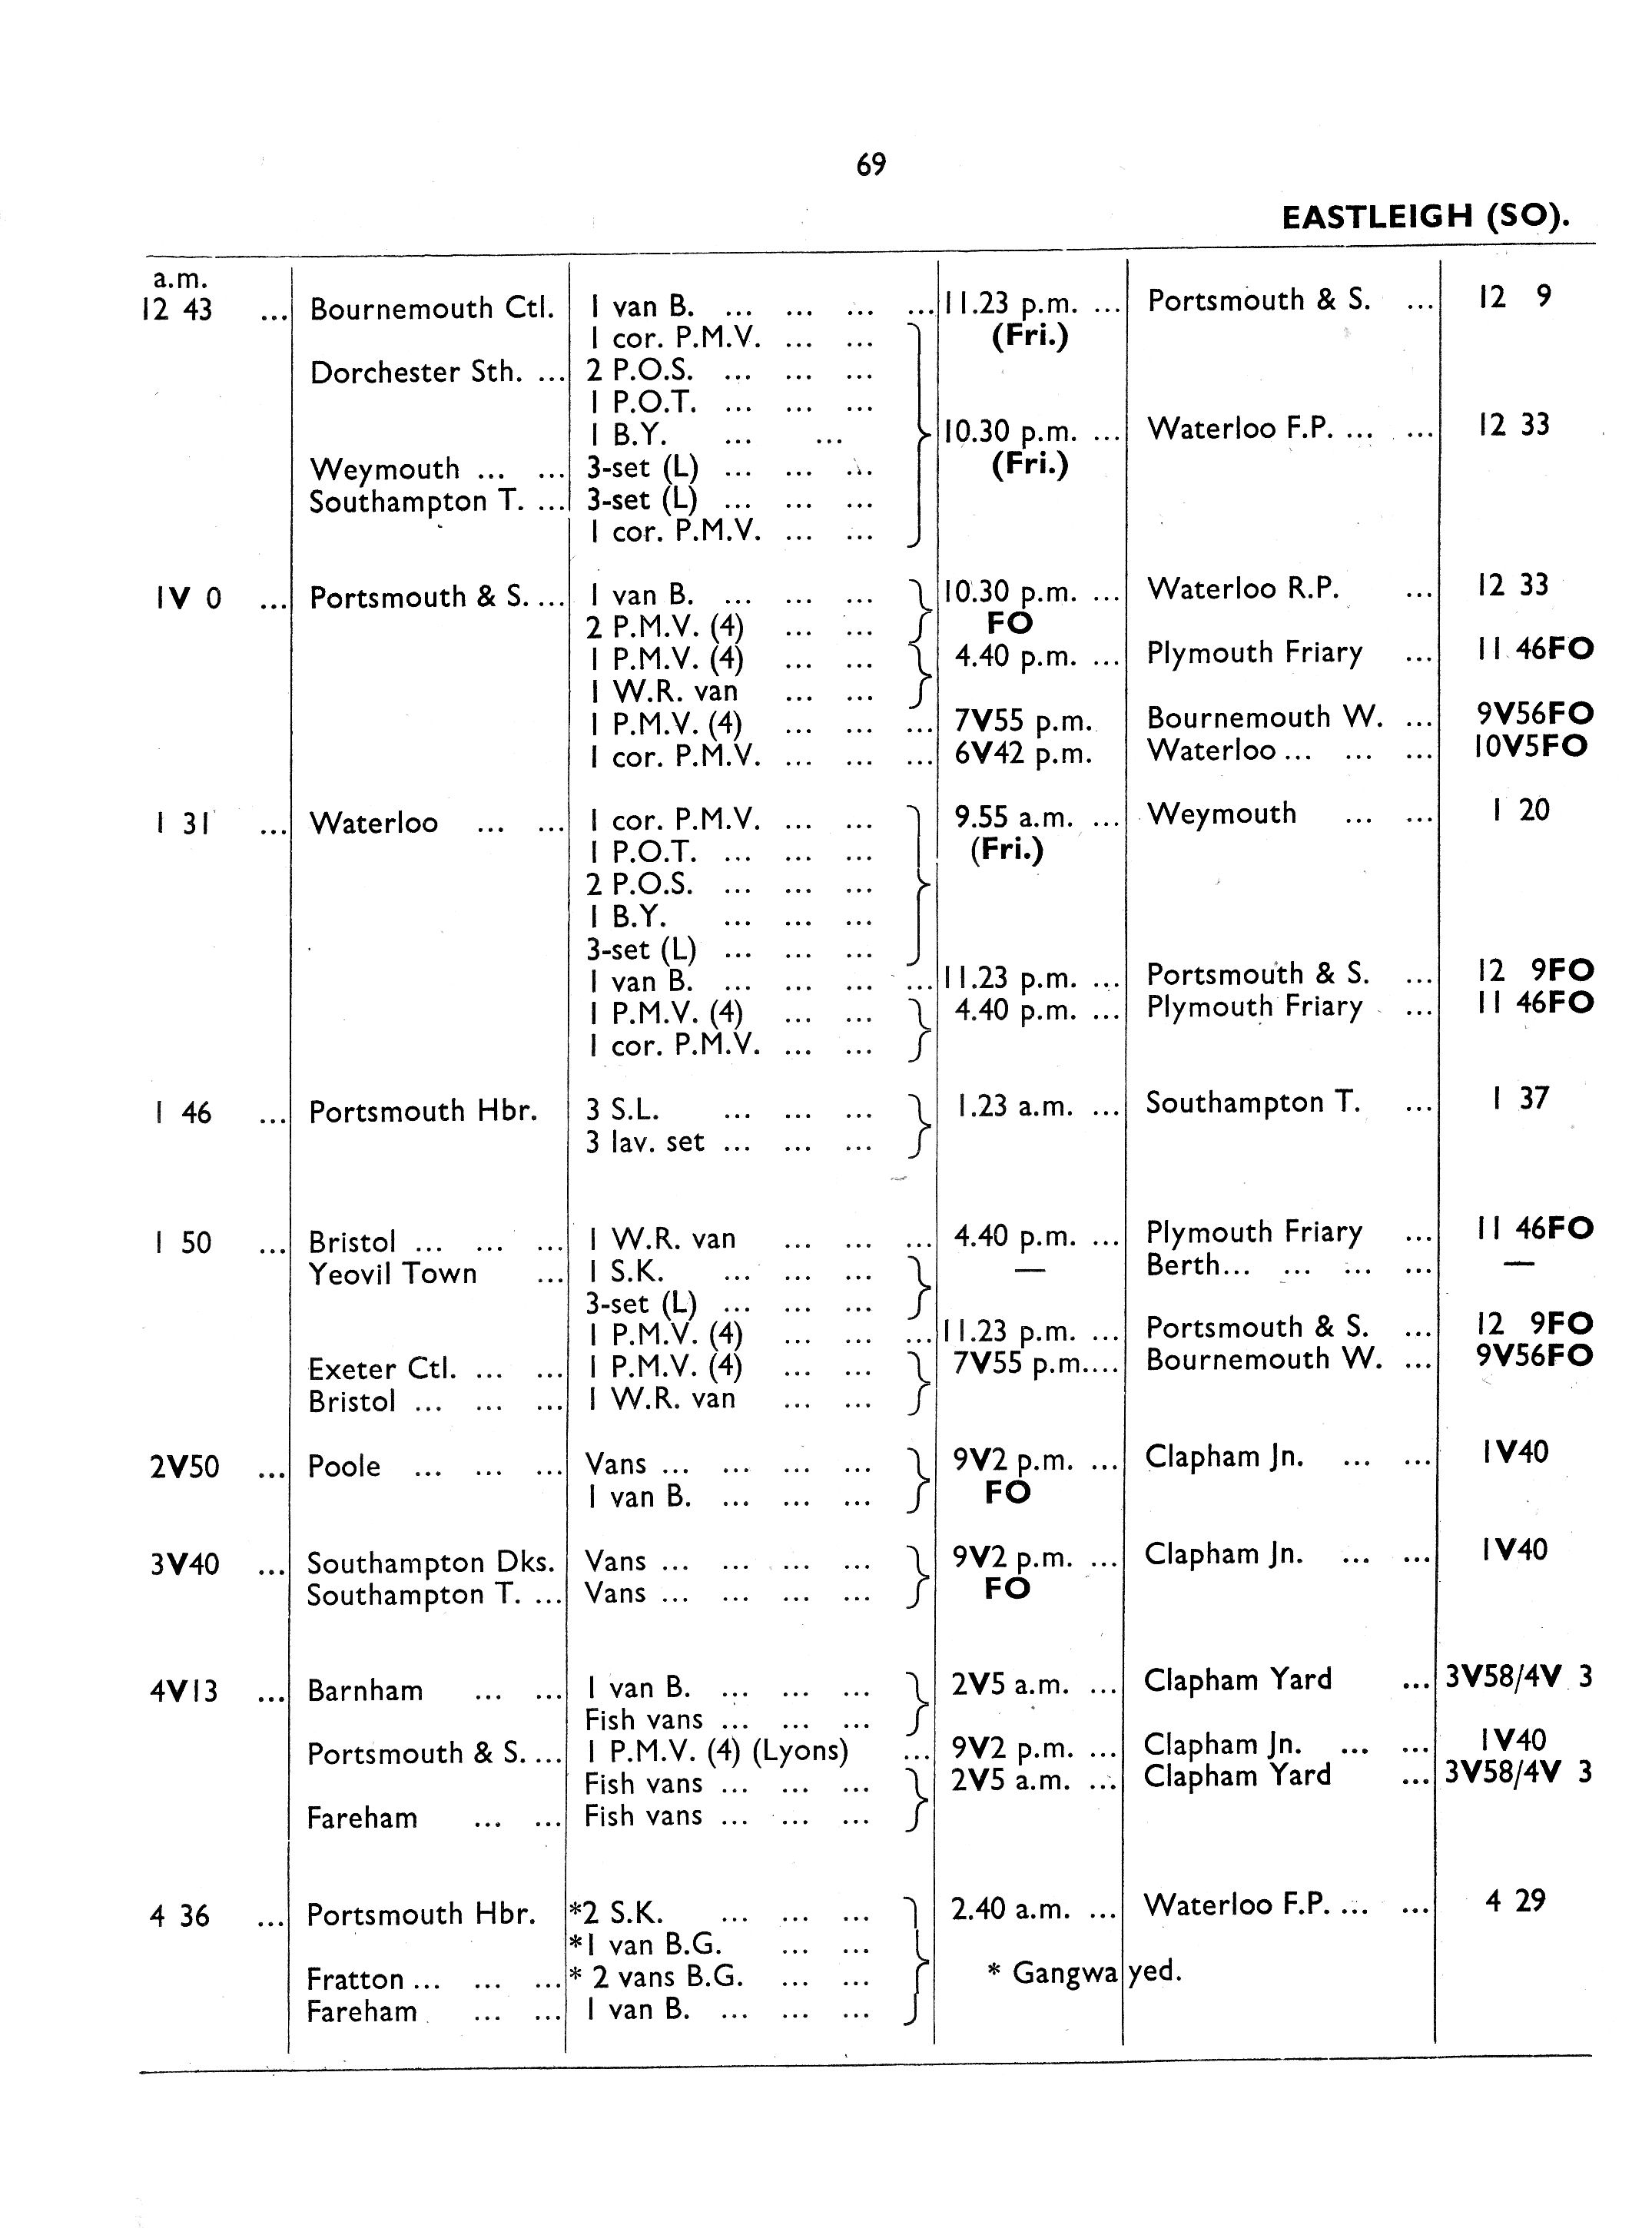 69
EASTLEIGH (SO).
a.m.
12 43 ... Bournemouth Ctl. 1 van B. ... ... ... ... 11.23 p.m. ... Portsmouth & S. ... 12 9
1 cor. P.M.V. ... ... (Fri.)
Dorchester Sth. ... 2 P.O.S. ... ... ...
1 P.O.T. ... ... ...
1 B.Y. ... ... 10.30 p.m. ... Waterloo F.P. ... ... 12 33
Weymouth ... ... 3-set (L) ... ... ... (Fri.)
Southampton T. ... 3-set (L) ... ... ...
1 cor. P.M.V. ... ...
1V 0 ... Portsmouth & S. ... 1 van B. ... ... ... 10.30 p.m. ... Waterloo R.P. ... 12 33
2 P.M.V. (4) ... ... FO
1 P.M.V. (4) ... ... 4.40 p.m. ... Plymouth Friary ... 11 46FO
1 W.R. van ... ...
1 P.M.V. (4) ... ... ... 7V55 p.m. Bournemouth W. ... 9V56FO
1 cor. P.M.V. ... ... ... 6V42 p.m. Waterloo ... ... ... 10V5FO
1 31 ... Waterloo ... ... 1 cor. P.M.V. ... ... 9.55 a.m. ... Weymouth ... ... 1 20
1 P.O.T. ... ... ... (Fri.)
2 P.O.S. ... ... ...
1 B.Y. ... ... ...
3-set (L) ... ... ...
1 van B. ... ... ... ... 11.23 p.m. ... Portsmouth & S. ... 12 9FO
1 P.M.V. (4) ... ... 4.40 p.m. ... Plymouth Friary ... 11 46FO
1 cor. P.M.V. ... ...
1 46 ... Portsmouth Hbr. 3 S.L. ... ... ... 1.23 a.m. ... Southampton T. ... 1 37
3 lav. set ... ... ...
1 50 ... Bristol ... ... ... 1 W.R. van ... ... ... 4.40 p.m. ... Plymouth Friary ... 11 46FO
Yeovil Town ... 1 S.K. ... ... ... — Berth... ... ... ... —
3-set (L) ... ... ...
1 P.M.V. (4) ... ... ... 11.23 p.m. ... Portsmouth & S. ... 12 9FO
Exeter Ctl. ... ... 1 P.M.V. (4) ... ... 7V55 p.m.... Bournemouth W. ... 9V56FO
Bristol ... ... ... 1 W.R. van ... ...
2V50 ... Poole ... ... ... Vans ... ... ... ... 9V2 p.m. ... Clapham Jn. ... ... 1V40
1 van B. ... ... ... FO
3V40 ... Southampton Dks. Vans ... ... ... ... 9V2 p.m. ... Clapham Jn. ... ... 1V40
Southampton T. ... Vans ... ... ... ... FO
4V13 ... Barnham ... ... 1 van B. ... ... ... 2V5 a.m. ... Clapham Yard ... 3V58/4V 3
Fish vans ... ... ...
Portsmouth & S. ... 1 P.M.V. (4) (Lyons) ... 9V2 p.m. ... Clapham Jn. ... ... 1V40
Fish vans ... ... ... 2V5 a.m. ... Clapham Yard ... 3V58/4V 3
Fareham ... ... Fish vans ... ... ...
4 36 ... Portsmouth Hbr. *2 S.K. ... ... ... 2.40 a.m. ... Waterloo F.P. ... ... 4 29
*1 van B.G. ... ...
Fratton ... ... ... * 2 vans B.G. ... ... * Gangwayed.
Fareham ... ... 1 van B. ... ... ...